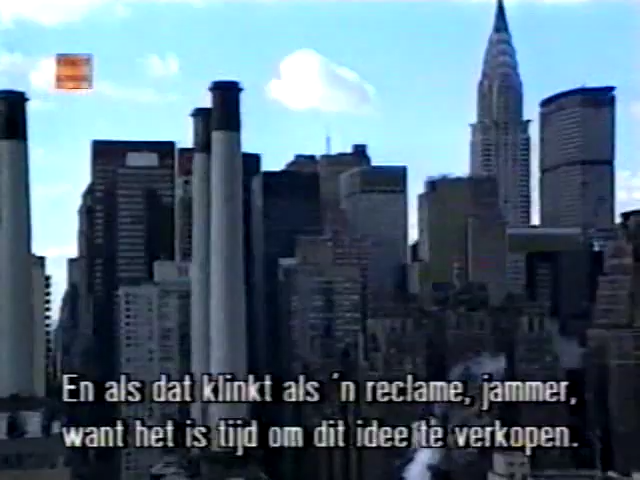 En als dat klinkt als 'n reclame, jammer,
want het is tijd om dit idee te verkopen.